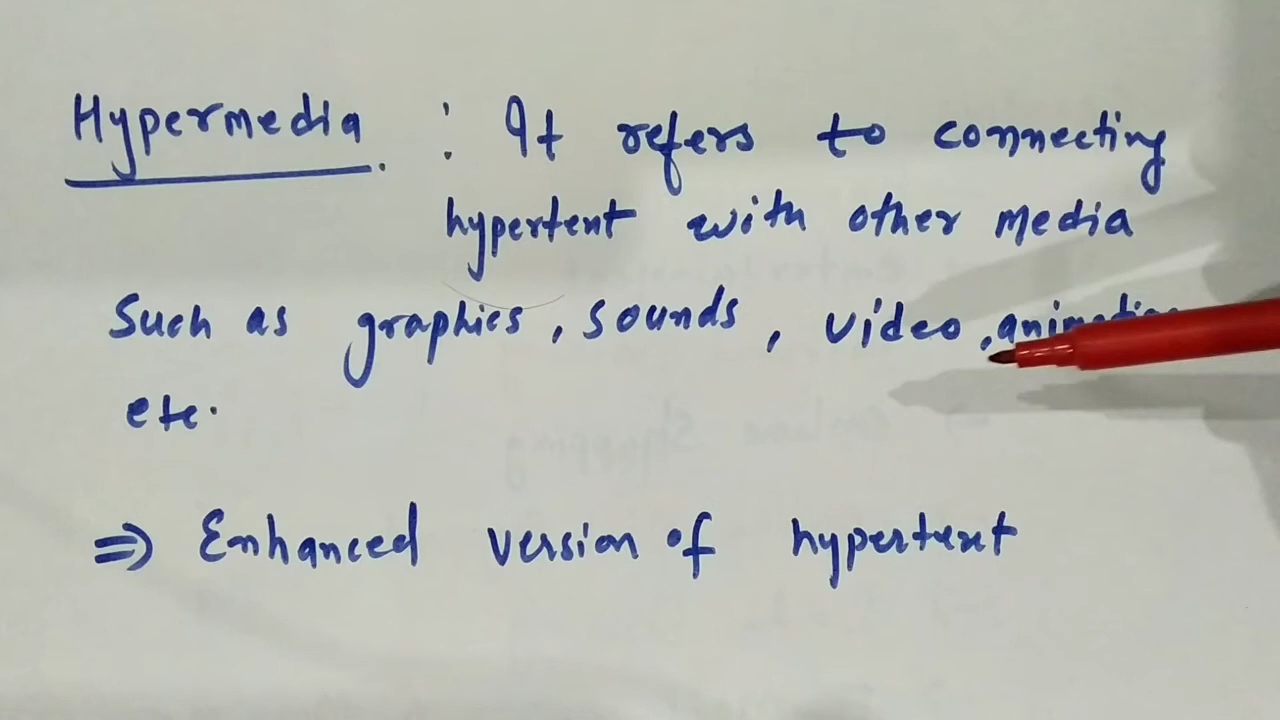 Hypermedia : It refers to connecting
hypertext with other media
Such as graphics, sounds, video, animation
etc.
⇒ Enhanced version of hypertext